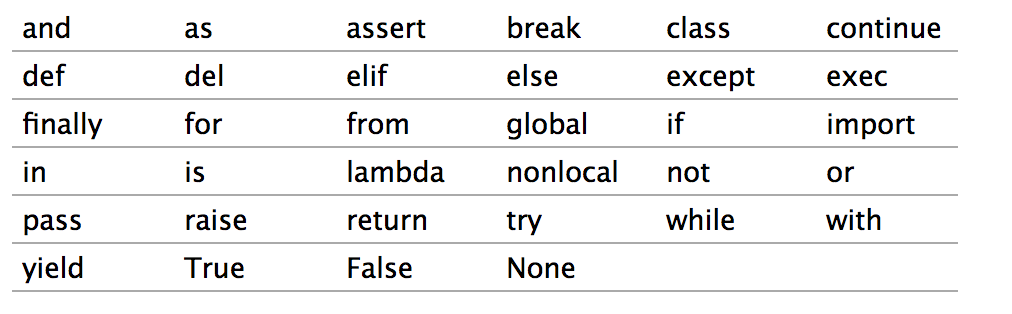 and as assert break class continue
def del elif else except exec
finally for from global if import
in is lambda nonlocal not or
pass raise return try while with
yield True False None